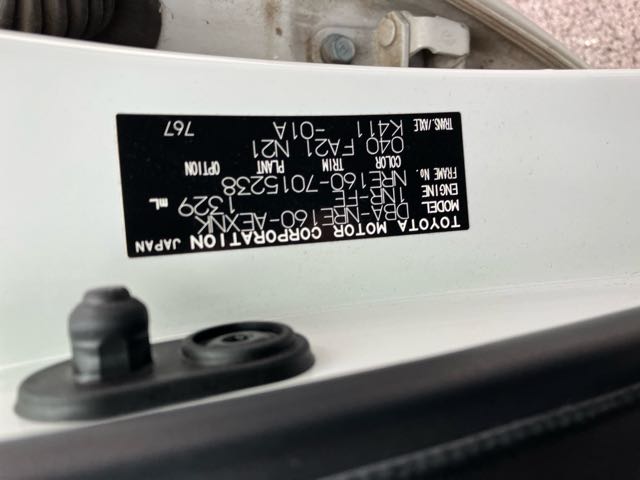 TOYOTA MOTOR CORPORATION JAPAN
MODEL DBA-NRE160-AEXNK
ENGINE 1NR-FE 1329 mL
FRAME No. NRE160-7015238
COLOR TRIM PLANT OPTION
040 FA21 N21
TRANS./AXLE K411 -01A
767